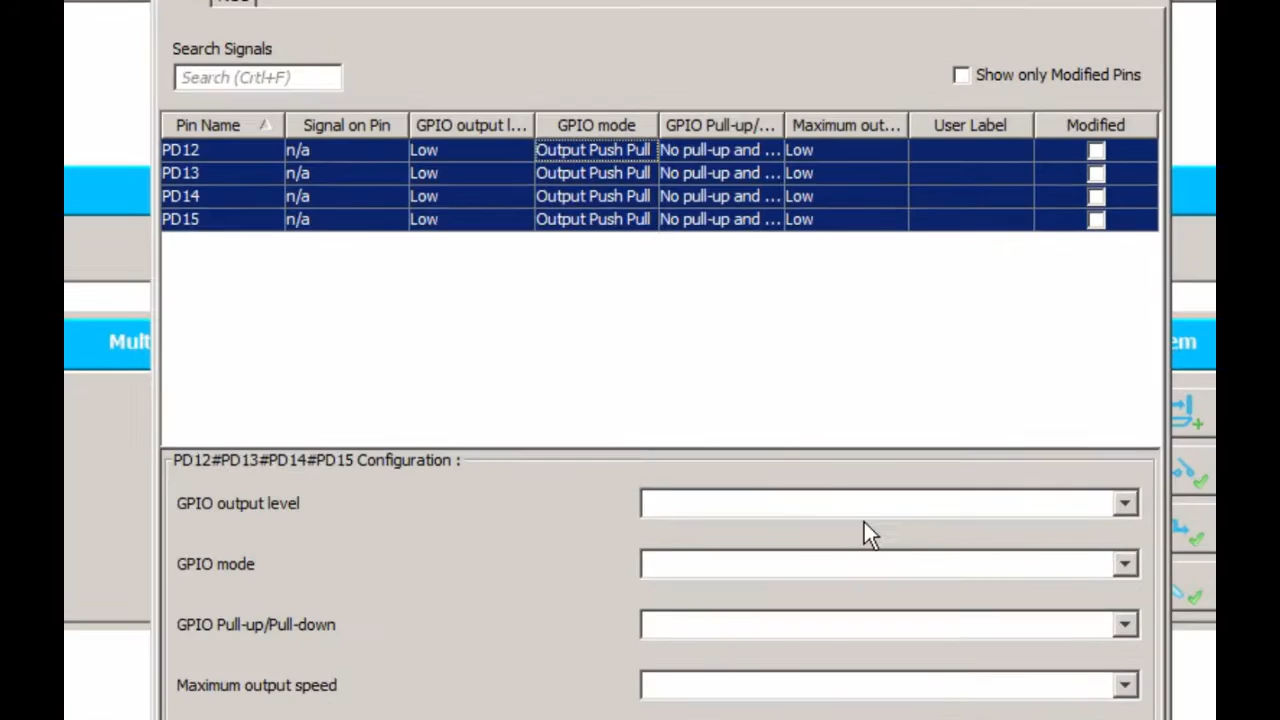 Search Signals
Search (Crtl+F)
Show only Modified Pins
Pin Name Signal on Pin GPIO output l... GPIO mode GPIO Pull-up/... Maximum out... User Label Modified
PD12 n/a Low Output Push Pull No pull-up and ... Low
PD13 n/a Low Output Push Pull No pull-up and ... Low
PD14 n/a Low Output Push Pull No pull-up and ... Low
PD15 n/a Low Output Push Pull No pull-up and ... Low
Mult
em
PD12#PD13#PD14#PD15 Configuration :
GPIO output level
GPIO mode
GPIO Pull-up/Pull-down
Maximum output speed